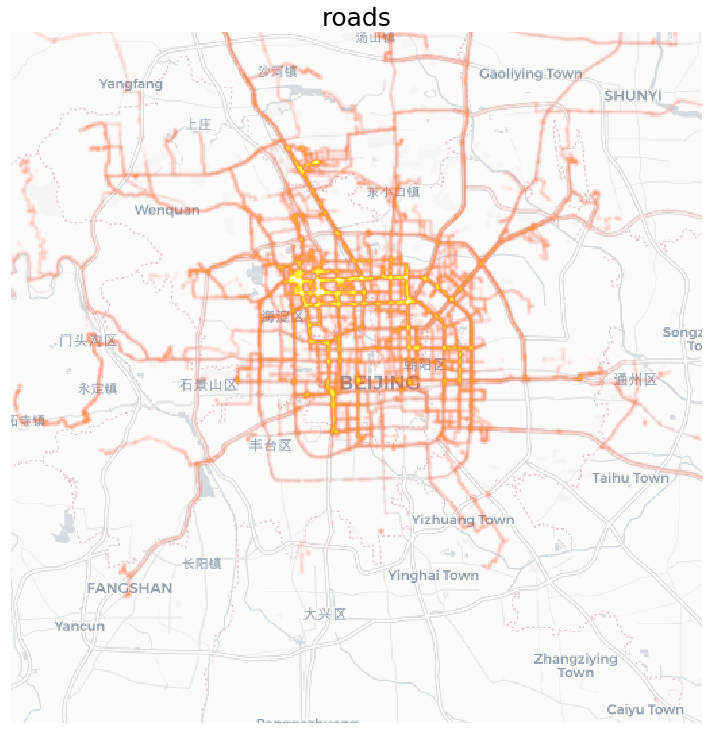 roads
汤山镇
沙河镇
Gaoliying Town
Yangfang
SHUNYI
上庄
东小口镇
Wenquan
海淀区
Songz
To
门头沟区
朝阳区
BEIJING
石景山区
通州区
永定镇
石寺镇
丰台区
Taihu Town
Yizhuang Town
长阳镇
Yinghai Town
FANGSHAN
大兴区
Yancun
Zhangziying
Town
Caiyu Town